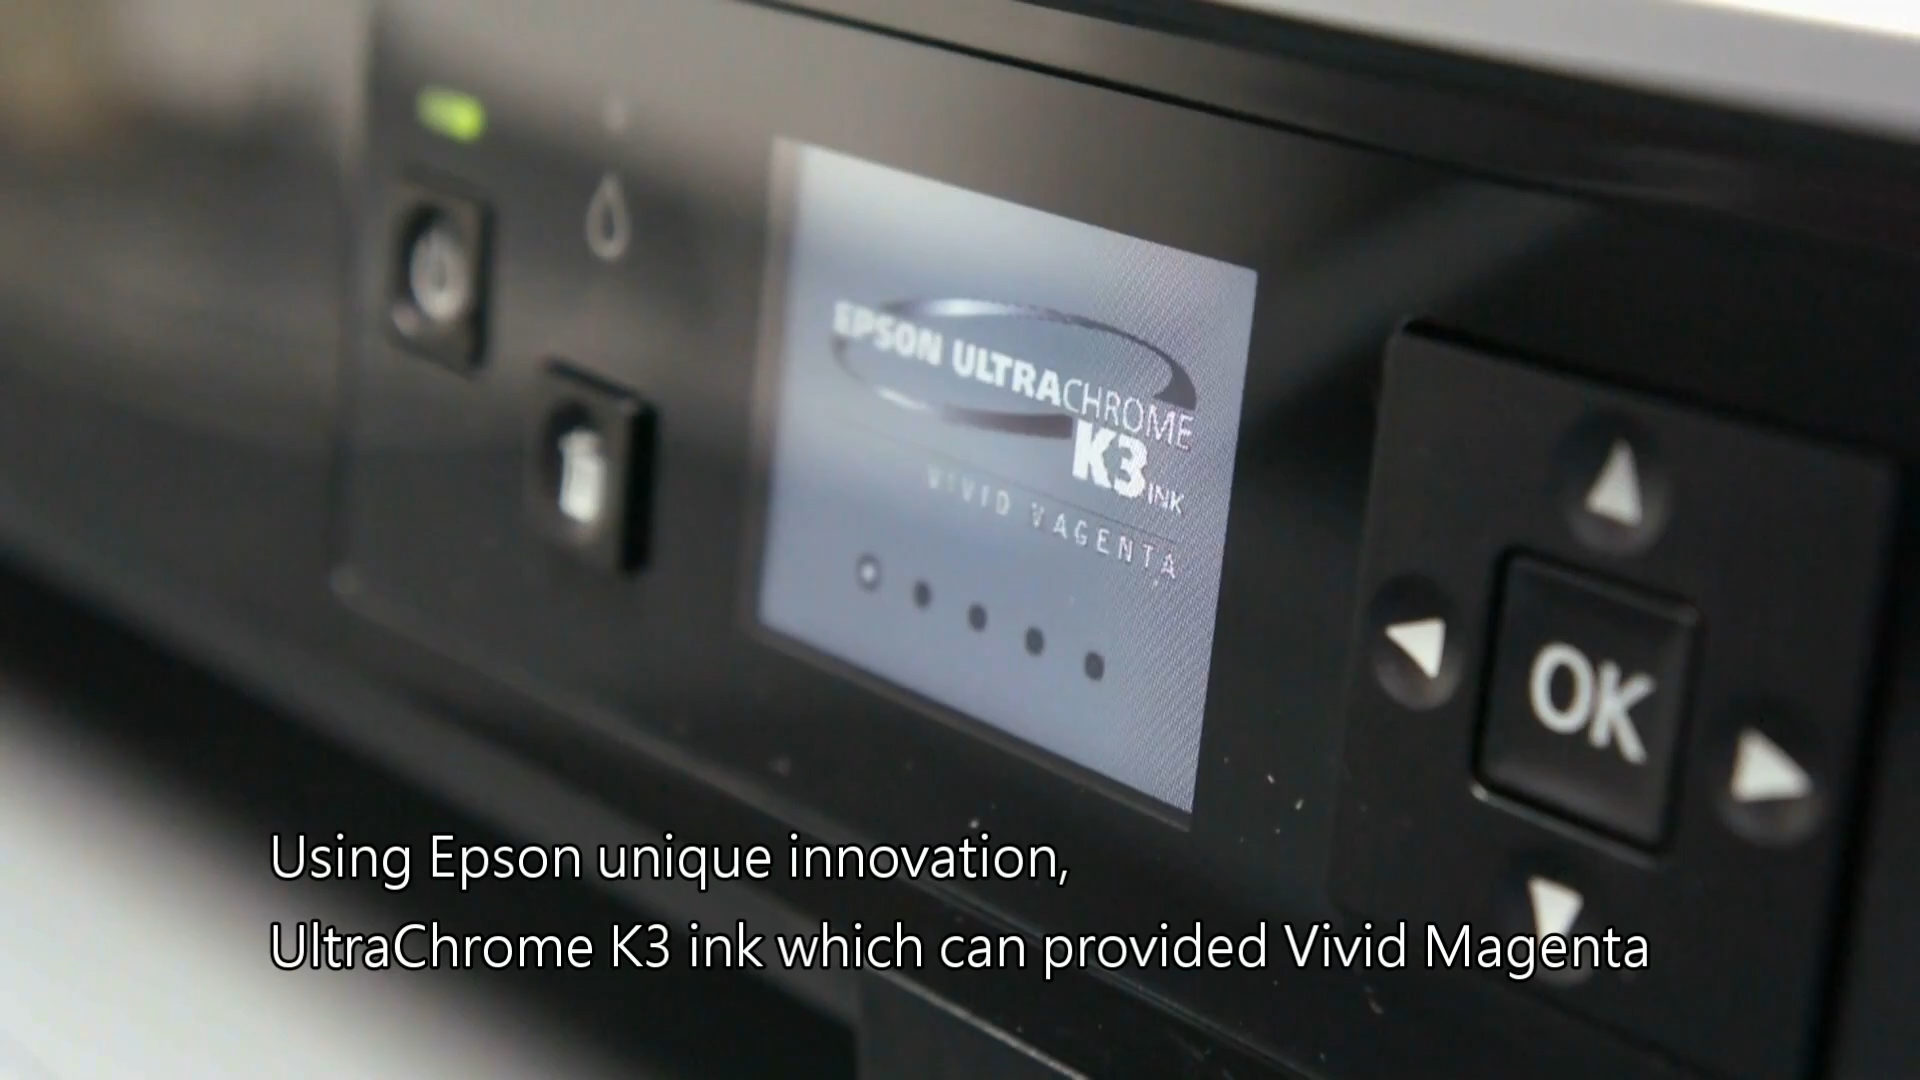 EPSON ULTRACHROME
K3 INK
VIVID MAGENTA
OK
Using Epson unique innovation,
UltraChrome K3 ink which can provided Vivid Magenta